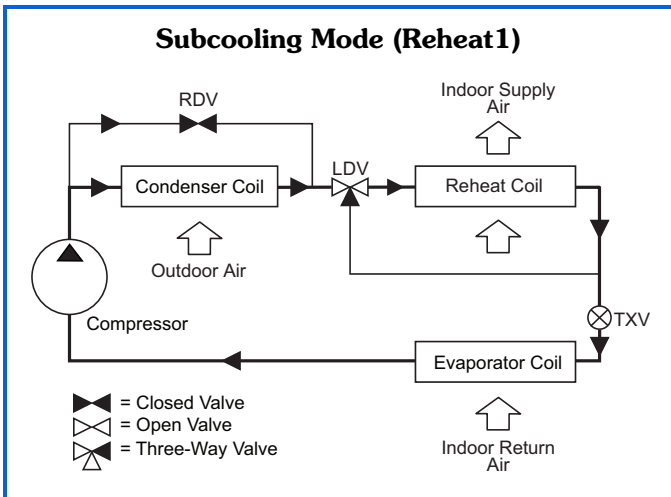 Subcooling Mode (Reheat1)
RDV
Indoor Supply
Air
LDV
Condenser Coil
Reheat Coil
Outdoor Air
Compressor
TXV
Evaporator Coil
= Closed Valve
= Open Valve
= Three-Way Valve
Indoor Return
Air